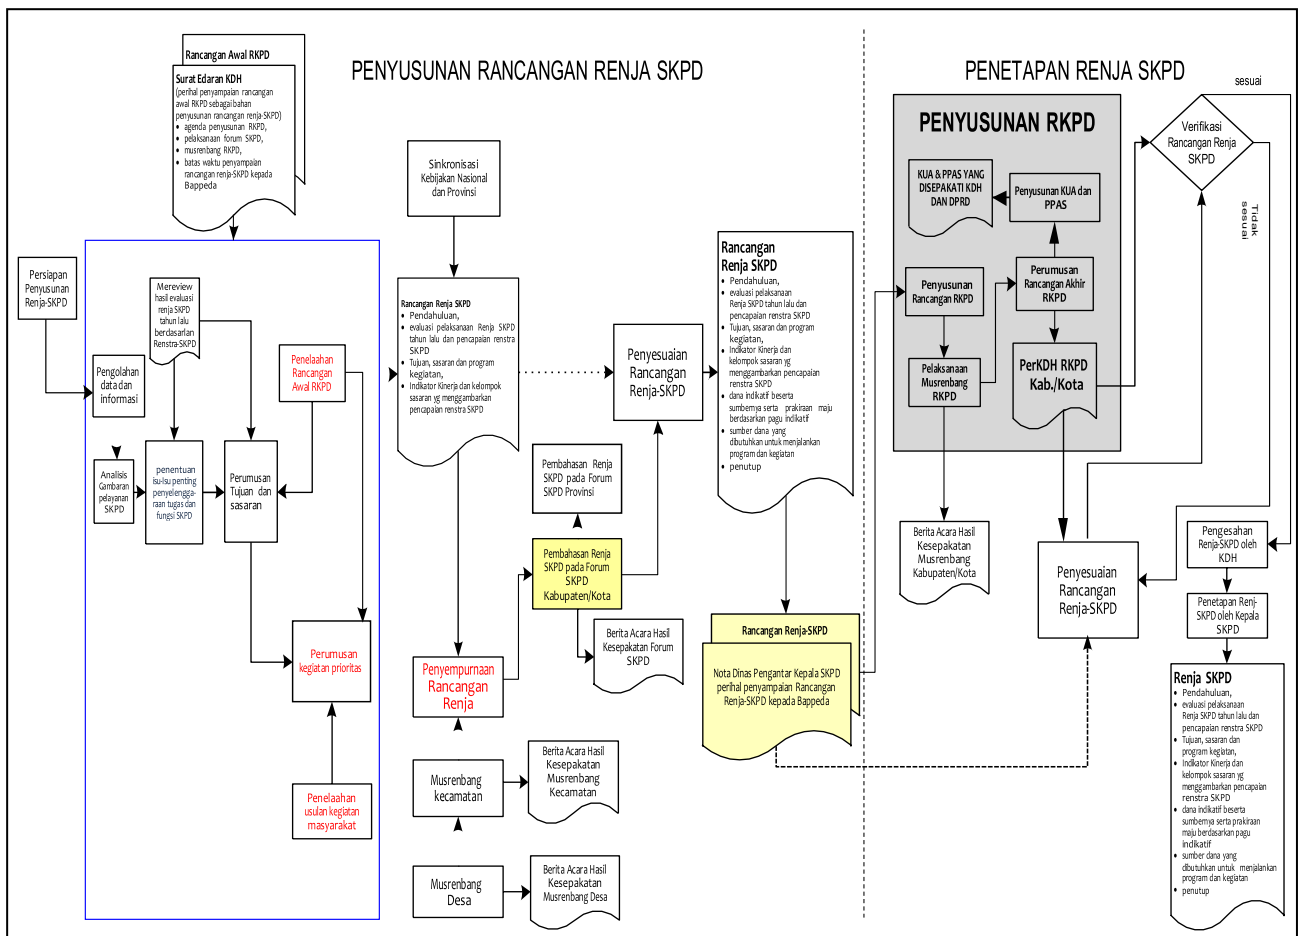 PENYUSUNAN RANCANGAN RENJA SKPD
PENETAPAN RENJA SKPD
Rancangan Awal RKPD
Surat Edaran KDH
(perihal penyampaian rancangan
awal RKPD sebagai bahan
penyusunan rancangan renja-SKPD)
• agenda penyusunan RKPD,
• pelaksanaan forum SKPD,
• musrenbang RKPD,
• batas waktu penyampaian
rancangan renja-SKPD kepada
Bappeda
Persiapan
Penyusunan
Renja-SKPD
Pengolahan
data dan
informasi
Mereview
hasil evaluasi
renja SKPD
tahun lalu
berdasarlan
Renstra-SKPD
Penelaahan
Rancangan
Awal RKPD
Analisis
Gambaran
pelayanan
SKPD
penentuan
isu-isu penting
penyelengga-
raan tugas dan
fungsi SKPD
Perumusan
Tujuan dan
sasaran
Perumusan
kegiatan prioritas
Penelaahan
usulan kegiatan
masyarakat
Sinkronisasi
Kebijakan Nasional
dan Provinsi
Rancangan Renja SKPD
• Pendahuluan,
• evaluasi pelaksanaan Renja SKPD
tahun lalu dan pencapaian renstra
SKPD
• Tujuan, sasaran dan program
kegiatan,
• Indikator Kinerja dan kelompok
sasaran yg menggambarkan
pencapaian renstra SKPD
Penyempurnaan
Rancangan
Renja
Musrenbang
kecamatan
Berita Acara Hasil
Kesepakatan
Musrenbang
Kecamatan
Musrenbang
Desa
Berita Acara Hasil
Kesepakatan
Musrenbang Desa
Pembahasan Renja
SKPD pada Forum
SKPD Provinsi
Pembahasan Renja
SKPD pada Forum
SKPD
Kabupaten/Kota
Berita Acara Hasil
Kesepakatan Forum
SKPD
Penyesuaian
Rancangan
Renja-SKPD
Rancangan
Renja SKPD
• Pendahuluan,
• evaluasi pelaksanaan
Renja SKPD tahun lalu dan
pencapaian renstra SKPD
• Tujuan, sasaran dan program
kegiatan,
• Indikator Kinerja dan
kelompok sasaran yg
menggambarkan pencapaian
renstra SKPD
• dana indikatif beserta
sumbernya serta prakiraan maju
berdasarkan pagu indikatif
• sumber dana yang
dibutuhkan untuk menjalankan
program dan kegiatan
• penutup
Rancangan Renja-SKPD
Nota Dinas Pengantar Kepala SKPD
perihal penyampaian Rancangan
Renja-SKPD kepada Bappeda
PENYUSUNAN RKPD
KUA & PPAS YANG
DISEPAKATI KDH
DAN DPRD
Penyusunan KUA dan
PPAS
Penyusunan
Rancangan RKPD
Perumusan
Rancangan Akhir
RKPD
Pelaksanaan
Musrenbang
RKPD
PerKDH RKPD
Kab./Kota
Berita Acara Hasil
Kesepakatan
Musrenbang
Kabupaten/Kota
Penyesuaian
Rancangan
Renja-SKPD
Verifikasi
Rancangan Renja
SKPD
sesuai
Tidak
sesuai
Pengesahan
Renja-SKPD oleh
KDH
Penetapan Renj-
SKPD oleh Kepala
SKPD
Renja SKPD
• Pendahuluan,
• evaluasi pelaksanaan
Renja SKPD tahun lalu dan
pencapaian renstra SKPD
• Tujuan, sasaran dan
program kegiatan,
• Indikator Kinerja dan
kelompok sasaran yg
menggambarkan pencapaian
renstra SKPD
• dana indikatif beserta
sumbernya serta prakiraan
maju berdasarkan pagu
indikatif
• sumber dana yang
dibutuhkan untuk menjalankan
program dan kegiatan
• penutup